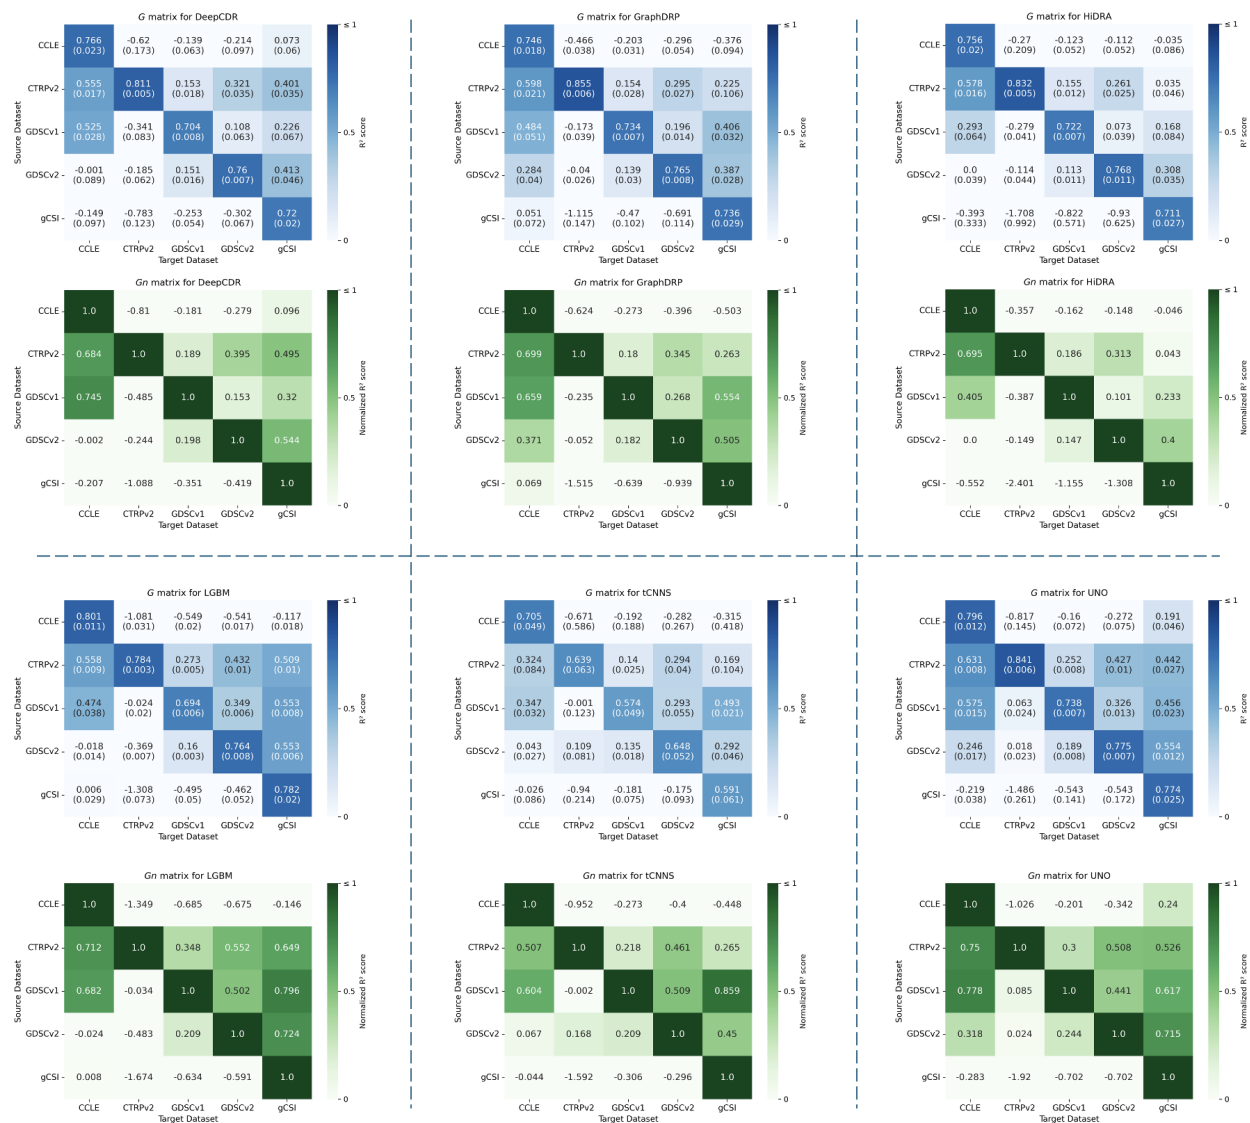 G matrix for DeepCDR
Source Dataset
CCLE 0.766 -0.62 -0.139 -0.214 0.073
(0.023) (0.173) (0.063) (0.097) (0.06)
CTRPv2 0.555 0.811 0.153 0.321 0.401
(0.017) (0.005) (0.018) (0.035) (0.035)
GDSCv1 0.525 -0.341 0.704 0.108 0.226
(0.028) (0.083) (0.008) (0.063) (0.067)
GDSCv2 -0.001 -0.185 0.151 0.76 0.413
(0.089) (0.062) (0.016) (0.007) (0.046)
gCSI -0.149 -0.783 -0.253 -0.302 0.72
(0.097) (0.123) (0.054) (0.067) (0.02)
CCLE CTRPv2 GDSCv1 GDSCv2 gCSI
Target Dataset
≤ 1
0.5
0
R² score
G matrix for GraphDRP
Source Dataset
CCLE 0.746 -0.466 -0.203 -0.296 -0.376
(0.018) (0.038) (0.031) (0.054) (0.094)
CTRPv2 0.598 0.855 0.154 0.295 0.225
(0.021) (0.006) (0.028) (0.027) (0.106)
GDSCv1 0.484 -0.173 0.734 0.196 0.406
(0.051) (0.039) (0.007) (0.014) (0.032)
GDSCv2 0.284 -0.04 0.139 0.765 0.387
(0.04) (0.026) (0.03) (0.008) (0.028)
gCSI 0.051 -1.115 -0.47 -0.691 0.736
(0.072) (0.147) (0.102) (0.114) (0.029)
CCLE CTRPv2 GDSCv1 GDSCv2 gCSI
Target Dataset
≤ 1
0.5
0
R² score
G matrix for HiDRA
Source Dataset
CCLE 0.756 -0.27 -0.123 -0.112 -0.035
(0.02) (0.209) (0.052) (0.052) (0.086)
CTRPv2 0.578 0.832 0.155 0.261 0.035
(0.016) (0.005) (0.012) (0.025) (0.046)
GDSCv1 0.293 -0.279 0.722 0.073 0.168
(0.064) (0.041) (0.007) (0.039) (0.084)
GDSCv2 0.0 -0.114 0.113 0.768 0.308
(0.039) (0.044) (0.011) (0.011) (0.035)
gCSI -0.393 -1.708 -0.822 -0.93 0.711
(0.333) (0.992) (0.571) (0.625) (0.027)
CCLE CTRPv2 GDSCv1 GDSCv2 gCSI
Target Dataset
≤ 1
0.5
0
R² score
Gn matrix for DeepCDR
Source Dataset
CCLE 1.0 -0.81 -0.181 -0.279 0.096
CTRPv2 0.684 1.0 0.189 0.395 0.495
GDSCv1 0.745 -0.485 1.0 0.153 0.32
GDSCv2 -0.002 -0.244 0.198 1.0 0.544
gCSI -0.207 -1.088 -0.351 -0.419 1.0
CCLE CTRPv2 GDSCv1 GDSCv2 gCSI
Target Dataset
≤ 1
0.5
0
Normalized R² score
Gn matrix for GraphDRP
Source Dataset
CCLE 1.0 -0.624 -0.273 -0.396 -0.503
CTRPv2 0.699 1.0 0.18 0.345 0.263
GDSCv1 0.659 -0.235 1.0 0.268 0.554
GDSCv2 0.371 -0.052 0.182 1.0 0.505
gCSI 0.069 -1.515 -0.639 -0.939 1.0
CCLE CTRPv2 GDSCv1 GDSCv2 gCSI
Target Dataset
≤ 1
0.5
0
Normalized R² score
Gn matrix for HiDRA
Source Dataset
CCLE 1.0 -0.357 -0.162 -0.148 -0.046
CTRPv2 0.695 1.0 0.186 0.313 0.043
GDSCv1 0.405 -0.387 1.0 0.101 0.233
GDSCv2 0.0 -0.149 0.147 1.0 0.4
gCSI -0.552 -2.401 -1.155 -1.308 1.0
CCLE CTRPv2 GDSCv1 GDSCv2 gCSI
Target Dataset
≤ 1
0.5
0
Normalized R² score
G matrix for LGBM
Source Dataset
CCLE 0.801 -1.081 -0.549 -0.541 -0.117
(0.011) (0.031) (0.02) (0.017) (0.018)
CTRPv2 0.558 0.784 0.273 0.432 0.509
(0.009) (0.003) (0.005) (0.01) (0.01)
GDSCv1 0.474 -0.024 0.694 0.349 0.553
(0.038) (0.02) (0.006) (0.006) (0.008)
GDSCv2 -0.018 -0.369 0.16 0.764 0.553
(0.014) (0.007) (0.003) (0.008) (0.006)
gCSI 0.006 -1.308 -0.495 -0.462 0.782
(0.029) (0.073) (0.05) (0.052) (0.02)
CCLE CTRPv2 GDSCv1 GDSCv2 gCSI
Target Dataset
≤ 1
0.5
0
R² score
G matrix for tCNNS
Source Dataset
CCLE 0.705 -0.671 -0.192 -0.282 -0.315
(0.049) (0.586) (0.188) (0.267) (0.418)
CTRPv2 0.324 0.639 0.14 0.294 0.169
(0.084) (0.063) (0.025) (0.04) (0.104)
GDSCv1 0.347 -0.001 0.574 0.293 0.493
(0.032) (0.123) (0.049) (0.055) (0.021)
GDSCv2 0.043 0.109 0.135 0.648 0.292
(0.027) (0.081) (0.018) (0.052) (0.046)
gCSI -0.026 -0.94 -0.181 -0.175 0.591
(0.086) (0.214) (0.075) (0.093) (0.061)
CCLE CTRPv2 GDSCv1 GDSCv2 gCSI
Target Dataset
≤ 1
0.5
0
R² score
G matrix for UNO
Source Dataset
CCLE 0.796 -0.817 -0.16 -0.272 0.191
(0.012) (0.145) (0.072) (0.075) (0.046)
CTRPv2 0.631 0.841 0.252 0.427 0.442
(0.008) (0.006) (0.008) (0.01) (0.027)
GDSCv1 0.575 0.063 0.738 0.326 0.456
(0.015) (0.024) (0.007) (0.013) (0.023)
GDSCv2 0.246 0.018 0.189 0.775 0.554
(0.017) (0.023) (0.008) (0.007) (0.012)
gCSI -0.219 -1.486 -0.543 -0.543 0.774
(0.038) (0.261) (0.141) (0.172) (0.025)
CCLE CTRPv2 GDSCv1 GDSCv2 gCSI
Target Dataset
≤ 1
0.5
0
R² score
Gn matrix for LGBM
Source Dataset
CCLE 1.0 -1.349 -0.685 -0.675 -0.146
CTRPv2 0.712 1.0 0.348 0.552 0.649
GDSCv1 0.682 -0.034 1.0 0.502 0.796
GDSCv2 -0.024 -0.483 0.209 1.0 0.724
gCSI 0.008 -1.674 -0.634 -0.591 1.0
CCLE CTRPv2 GDSCv1 GDSCv2 gCSI
Target Dataset
≤ 1
0.5
0
Normalized R² score
Gn matrix for tCNNS
Source Dataset
CCLE 1.0 -0.952 -0.273 -0.4 -0.448
CTRPv2 0.507 1.0 0.218 0.461 0.265
GDSCv1 0.604 -0.002 1.0 0.509 0.859
GDSCv2 0.067 0.168 0.209 1.0 0.45
gCSI -0.044 -1.592 -0.306 -0.296 1.0
CCLE CTRPv2 GDSCv1 GDSCv2 gCSI
Target Dataset
≤ 1
0.5
0
Normalized R² score
Gn matrix for UNO
Source Dataset
CCLE 1.0 -1.026 -0.201 -0.342 0.24
CTRPv2 0.75 1.0 0.3 0.508 0.526
GDSCv1 0.778 0.085 1.0 0.441 0.617
GDSCv2 0.318 0.024 0.244 1.0 0.715
gCSI -0.283 -1.92 -0.702 -0.702 1.0
CCLE CTRPv2 GDSCv1 GDSCv2 gCSI
Target Dataset
≤ 1
0.5
0
Normalized R² score